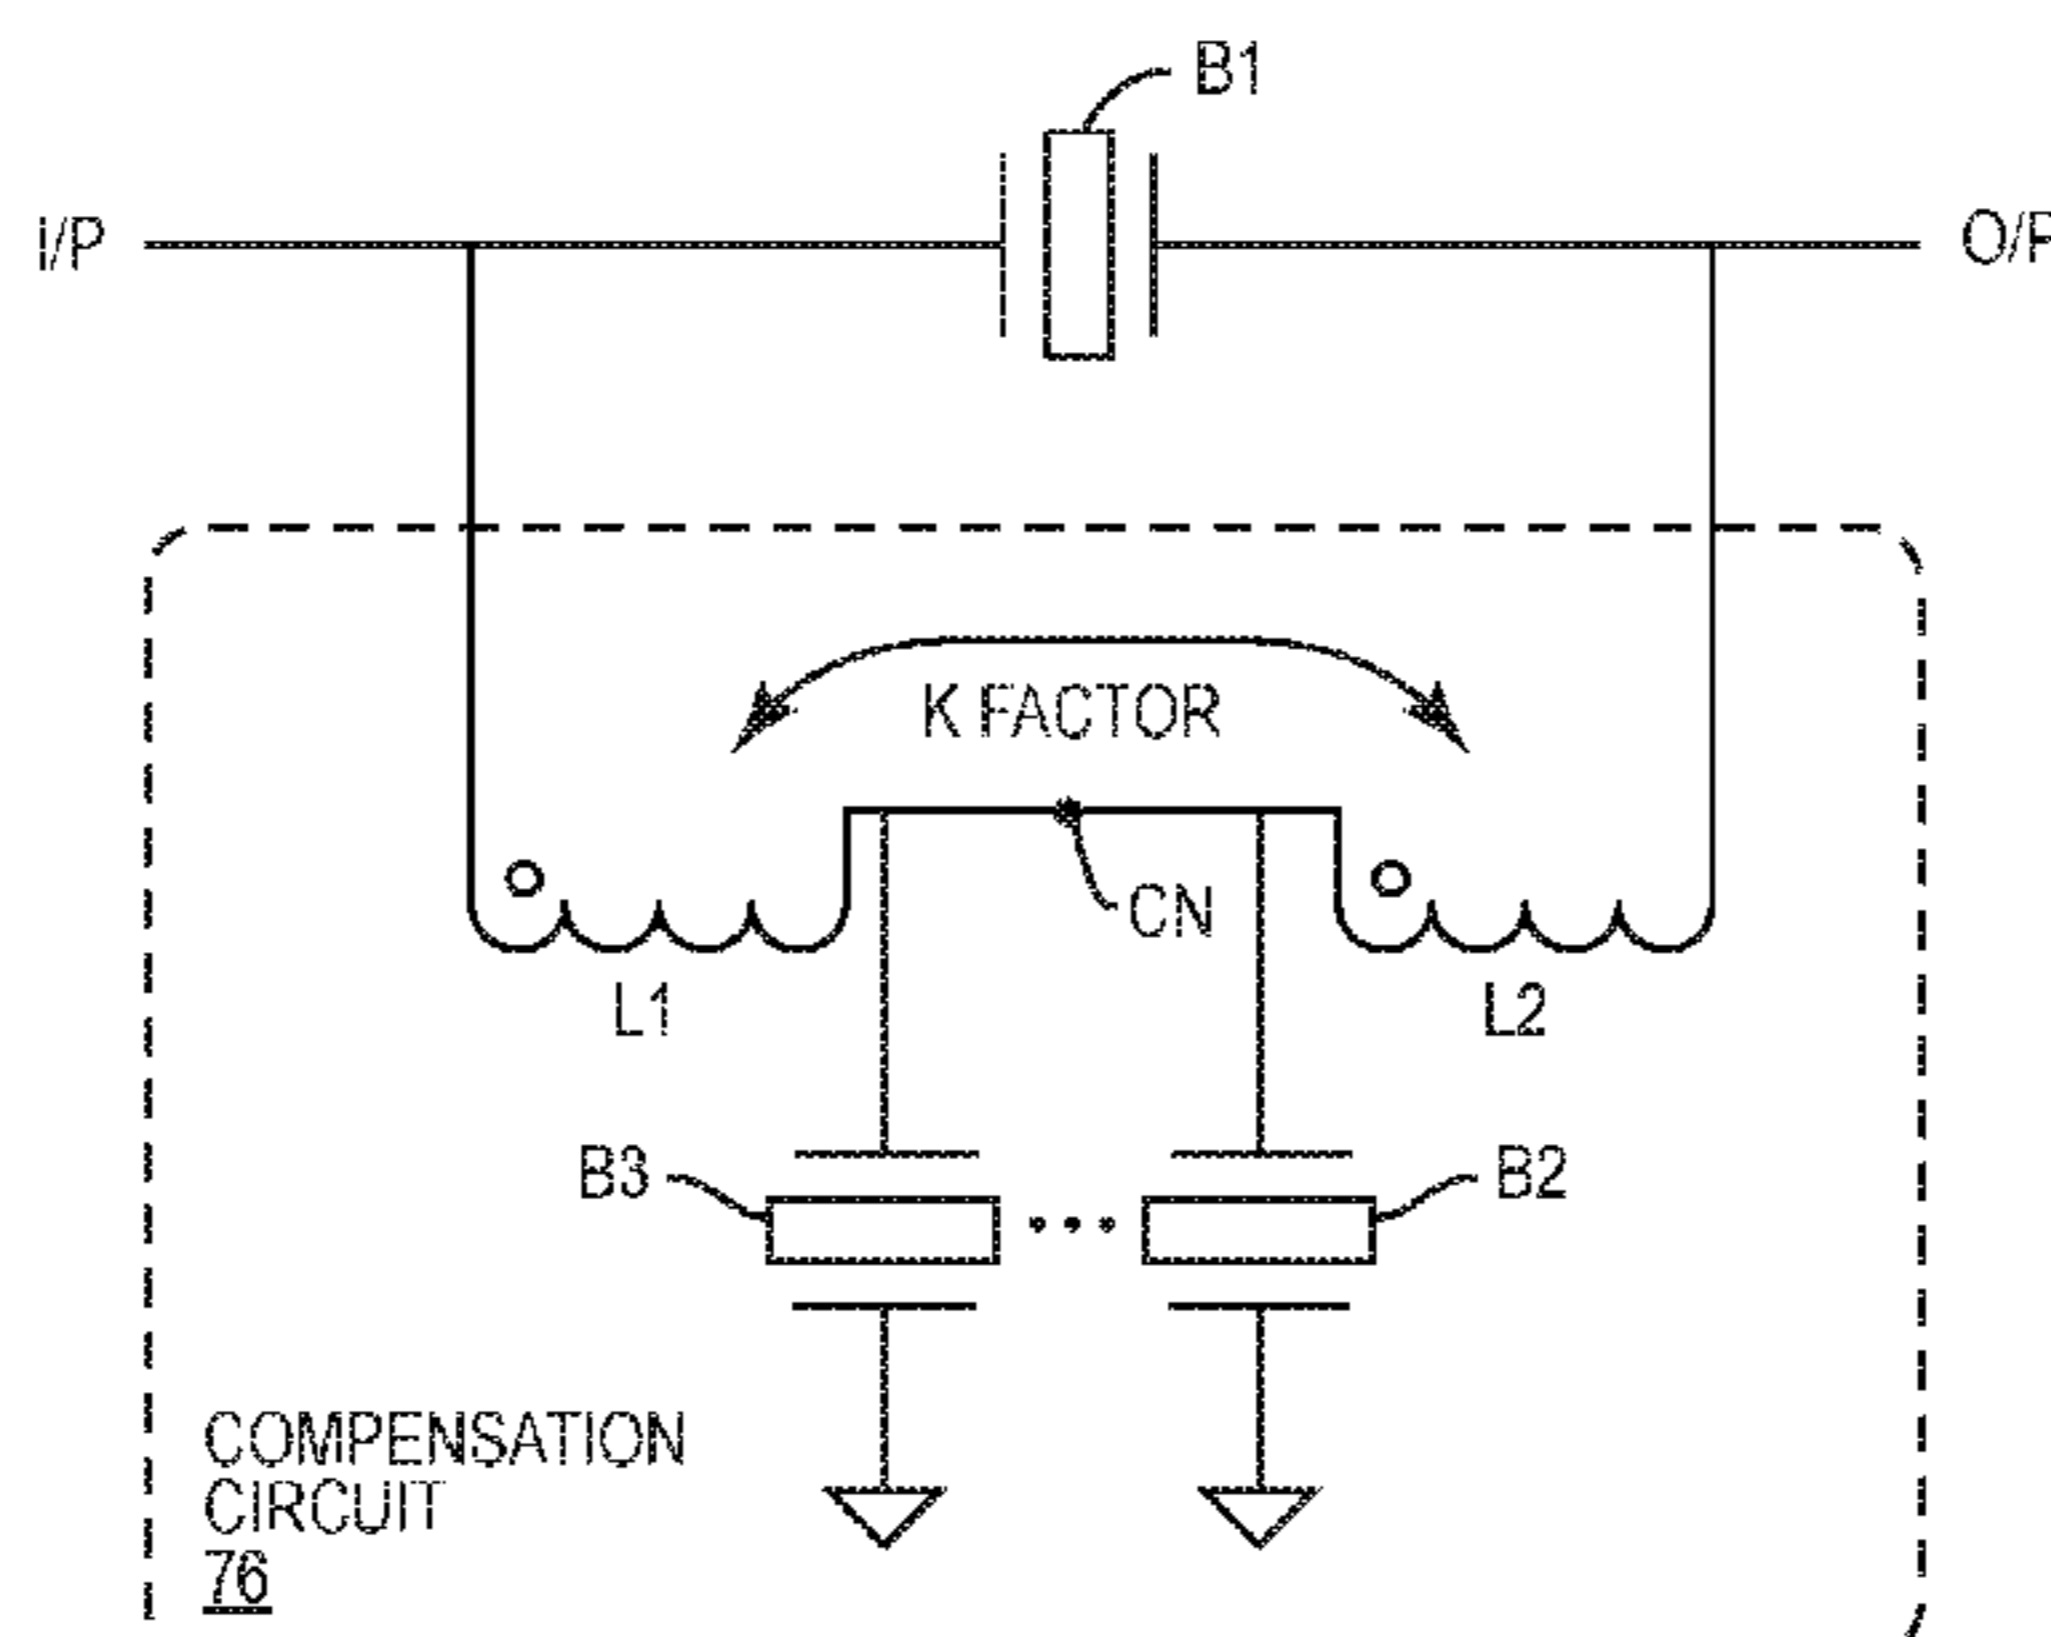 B1
I/P
O/P
K FACTOR
CN
L1
L2
B3
B2
COMPENSATION
CIRCUIT
76